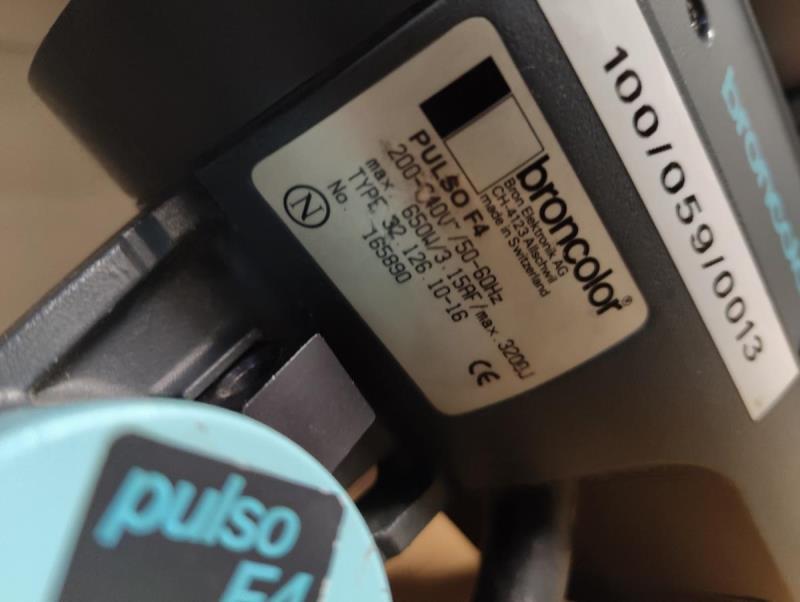 broncolor®
Bron Elektronik AG
CH-4123 Allschwil
made in Switzerland
PULSO F4
200-240V~/50-60Hz
max. 650W/3.15AF/max. 3200J
TYPE 32.126.10-16
No. 165890
N
CE
100/059/0013
broncolor
pulso
F4